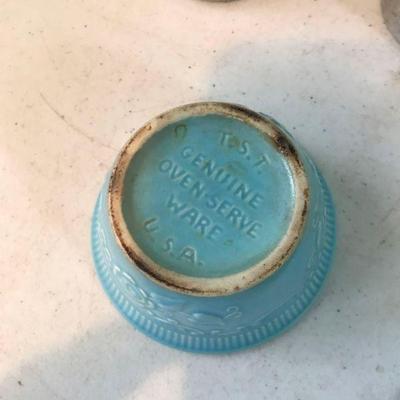 T.S.T.
GENUINE
OVEN-SERVE
WARE
U.S.A.